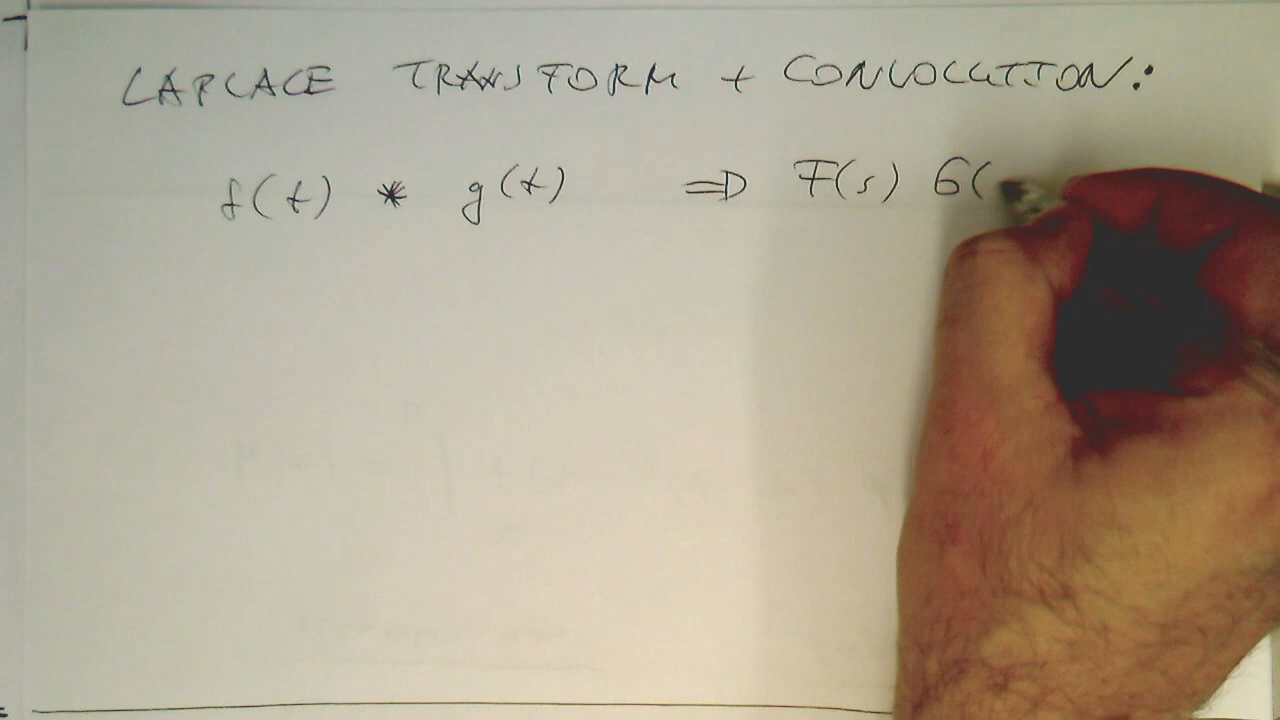 LAPLACE TRANSFORM + CONVOLUTION:
f(t) * g(t) ⇒ F(s) G(